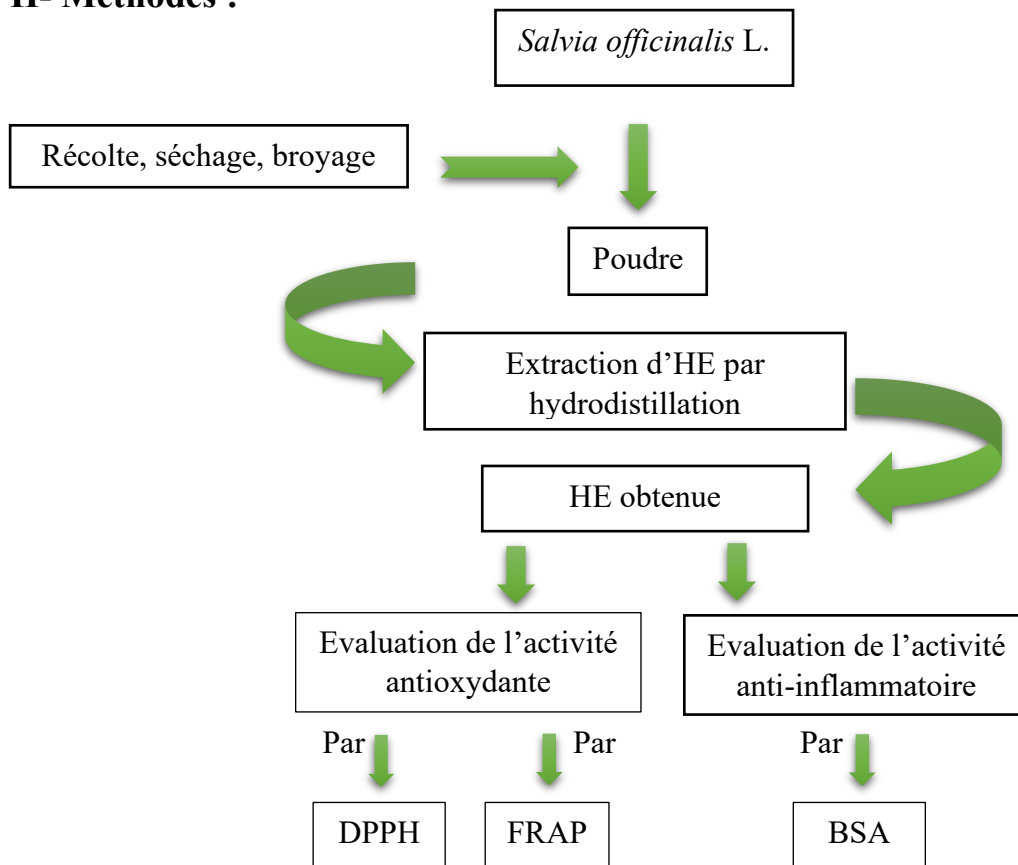 II- Méthodes :
Salvia officinalis L.
Récolte, séchage, broyage
Poudre
Extraction d’HE par
hydrodistillation
HE obtenue
Evaluation de l’activité
antioxydante
Evaluation de l’activité
anti-inflammatoire
Par
Par
Par
DPPH
FRAP
BSA